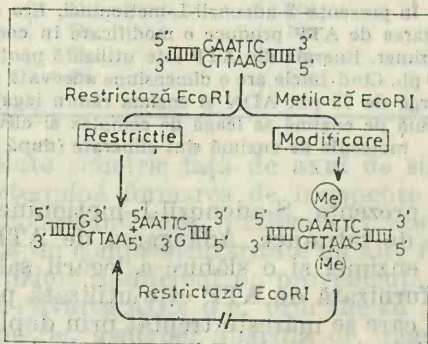 5' GAATTC 3'
3' CTTAAG 5'
Restrictază EcoRI Metilază EcoRI
Restricție Modificare
Me
5' G 3' 5' AATTC 3' 5' GAATTC 3'
3' CTTAA + 3' G 5' 3' CTTAAG 5'
Me
Restrictază EcoRI